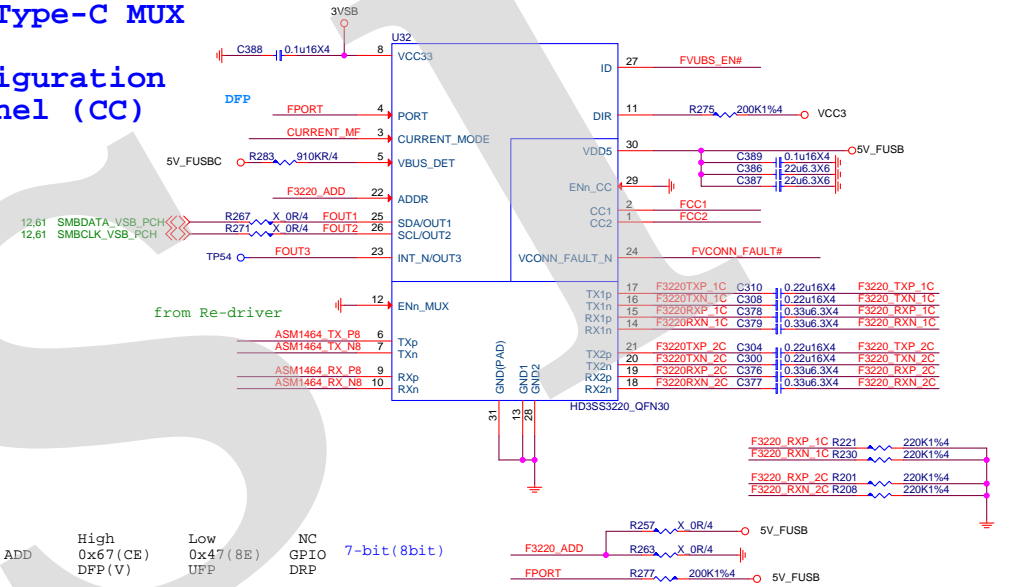 Type-C MUX
iguration
nel (CC)
3VSB
U32
C388 0.1u16X4 8 VCC33
ID 27 FVUBS_EN#
DFP
FPORT 4 PORT
DIR 11 R275 200K1%4 VCC3
CURRENT_MF 3 CURRENT_MODE
5V_FUSBC R283 910KR/4 5 VBUS_DET
VDD5 30 5V_FUSB
C389 0.1u16X4
C386 22u6.3X6
C387 22u6.3X6
ENn_CC 29
F3220_ADD 22 ADDR
CC1 2 FCC1
CC2 1 FCC2
12,61 SMBDATA_VSB_PCH R267 X_0R/4 FOUT1 25 SDA/OUT1
12,61 SMBCLK_VSB_PCH R271 X_0R/4 FOUT2 26 SCL/OUT2
TP54 FOUT3 23 INT_N/OUT3
VCONN_FAULT_N 24 FVCONN_FAULT#
12 ENn_MUX
from Re-driver
TX1p 17 F3220TXP_1C C310 0.22u16X4 F3220_TXP_1C
TX1n 16 F3220TXN_1C C308 0.22u16X4 F3220_TXN_1C
RX1p 15 F3220RXP_1C C378 0.33u6.3X4 F3220_RXP_1C
RX1n 14 F3220RXN_1C C379 0.33u6.3X4 F3220_RXN_1C
ASM1464_TX_P8 6 TXp
ASM1464_TX_N8 7 TXn
ASM1464_RX_P8 9 RXp
ASM1464_RX_N8 10 RXn
TX2p 21 F3220TXP_2C C304 0.22u16X4 F3220_TXP_2C
TX2n 20 F3220TXN_2C C300 0.22u16X4 F3220_TXN_2C
RX2p 19 F3220RXP_2C C376 0.33u6.3X4 F3220_RXP_2C
RX2n 18 F3220RXN_2C C377 0.33u6.3X4 F3220_RXN_2C
GND(PAD) GND1 GND2
31 13 28
HD3SS3220_QFN30
F3220_RXP_1C R221 220K1%4
F3220_RXN_1C R230 220K1%4
F3220_RXP_2C R201 220K1%4
F3220_RXN_2C R208 220K1%4
R257 X_0R/4 5V_FUSB
F3220_ADD R263 X_0R/4
FPORT R277 200K1%4 5V_FUSB
High Low NC
ADD 0x67(CE) 0x47(8E) GPIO 7-bit(8bit)
DFP(V) UFP DRP